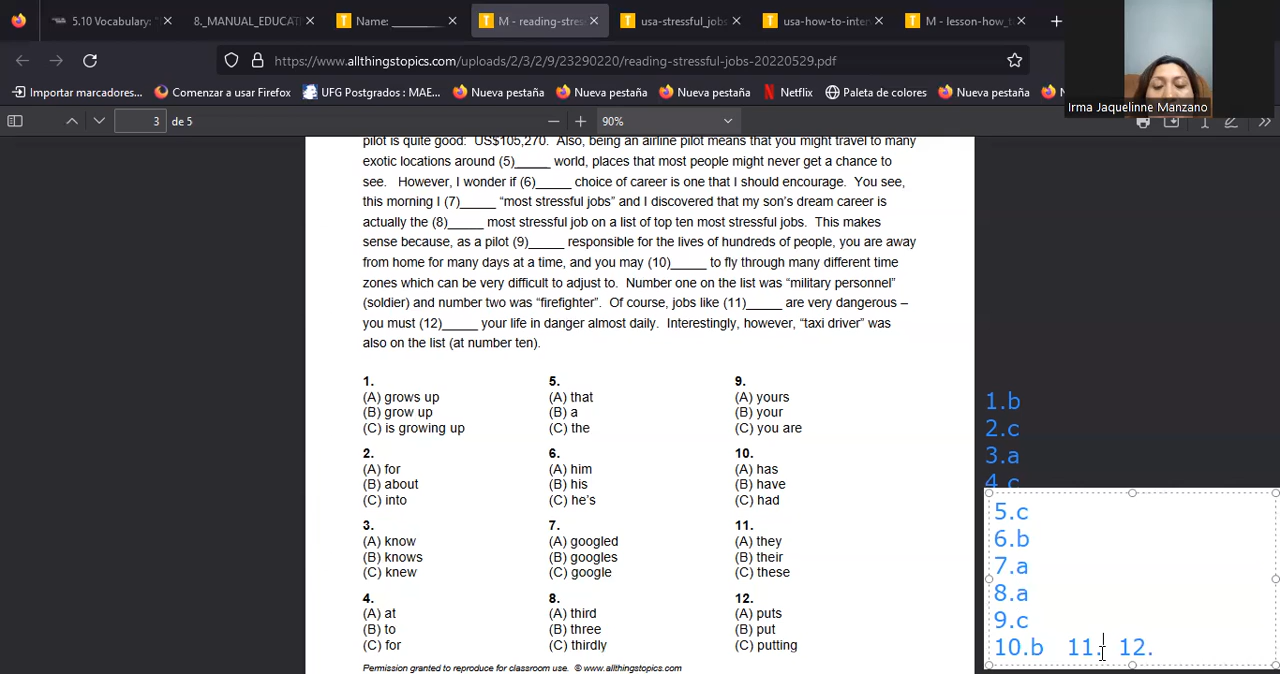 5.10 Vocabulary: "
8._MANUAL_EDUCATI
Name: ________
M - reading-stres
usa-stressful_jobs
usa-how-to-inter
M - lesson-how_t
https://www.allthingstopics.com/uploads/2/3/2/9/23290220/reading-stressful-jobs-20220529.pdf
Importar marcadores...
Comenzar a usar Firefox
UFG Postgrados : MAE...
Nueva pestaña
Nueva pestaña
Nueva pestaña
Netflix
Paleta de colores
Nueva pestaña
Irma Jaquelinne Manzano
3 de 5
90%
pilot is quite good: US$105,270. Also, being an airline pilot means that you might travel to many
exotic locations around (5)_____ world, places that most people might never get a chance to
see. However, I wonder if (6)_____ choice of career is one that I should encourage. You see,
this morning I (7)_____ “most stressful jobs” and I discovered that my son's dream career is
actually the (8)_____ most stressful job on a list of top ten most stressful jobs. This makes
sense because, as a pilot (9)_____ responsible for the lives of hundreds of people, you are away
from home for many days at a time, and you may (10)_____ to fly through many different time
zones which can be very difficult to adjust to. Number one on the list was “military personnel”
(soldier) and number two was “firefighter”. Of course, jobs like (11)_____ are very dangerous –
you must (12)_____ your life in danger almost daily. Interestingly, however, “taxi driver” was
also on the list (at number ten).
1.
(A) grows up
(B) grow up
(C) is growing up
2.
(A) for
(B) about
(C) into
3.
(A) know
(B) knows
(C) knew
4.
(A) at
(B) to
(C) for
5.
(A) that
(B) a
(C) the
6.
(A) him
(B) his
(C) he's
7.
(A) googled
(B) googles
(C) google
8.
(A) third
(B) three
(C) thirdly
9.
(A) yours
(B) your
(C) you are
10.
(A) has
(B) have
(C) had
11.
(A) they
(B) their
(C) these
12.
(A) puts
(B) put
(C) putting
Permission granted to reproduce for classroom use. © www.allthingstopics.com
1.b
2.c
3.a
4.c
5.c
6.b
7.a
8.a
9.c
10.b 11. 12.